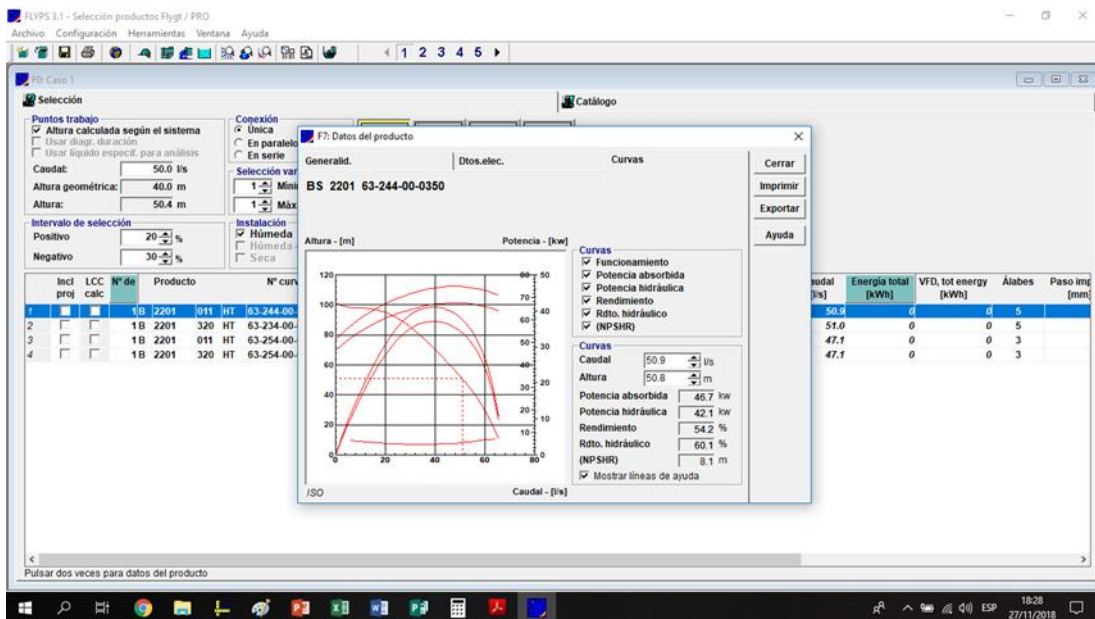 FLYPS 3.1 - Selección productos Flygt / PRO
Archivo Configuración Herramientas Ventana Ayuda
1 2 3 4 5
F0: Caso 1
Selección
Catálogo
Puntos trabajo
Altura calculada según el sistema
Usar diagr. duración
Usar líquido especif. para análisis
Caudal: 50.0 l/s
Altura geométrica: 40.0 m
Altura: 50.4 m
Conexión
Única
En paralelo
En serie
Selección var
1 Míni
1 Máx
Intervalo de selección
Positivo 20 %
Negativo 30 %
Instalación
Húmeda
Húmeda
Seca
Incl proj LCC calc Nº de Producto Nº curv
1 1 B 2201 011 HT 63-244-00-
2 1 B 2201 320 HT 63-234-00-
3 1 B 2201 011 HT 63-254-00-
4 1 B 2201 320 HT 63-254-00-
audal [l/s] Energía total [kWh] VFD, tot energy [kWh] Álabes Paso imp [mm]
50.9 0 0 5
51.0 0 0 5
47.1 0 0 3
47.1 0 0 3
F7: Datos del producto
Generalid. Dtos.elec. Curvas
BS 2201 63-244-00-0350
Cerrar
Imprimir
Exportar
Ayuda
Altura - [m] Potencia - [kw]
120
100
80
60
40
20
0 20 40 60 80
80
70
60
50
40
30
20
10
0
50
40
30
20
10
0
ISO
Caudal - [l/s]
Curvas
Funcionamiento
Potencia absorbida
Potencia hidráulica
Rendimiento
Rdto. hidráulico
(NPSHR)
Curvas
Caudal 50.9 l/s
Altura 50.8 m
Potencia absorbida 46.7 kw
Potencia hidráulica 42.1 kw
Rendimiento 54.2 %
Rdto. hidráulico 60.1 %
(NPSHR) 8.1 m
Mostrar líneas de ayuda
Pulsar dos veces para datos del producto
ESP
18:28
27/11/2018